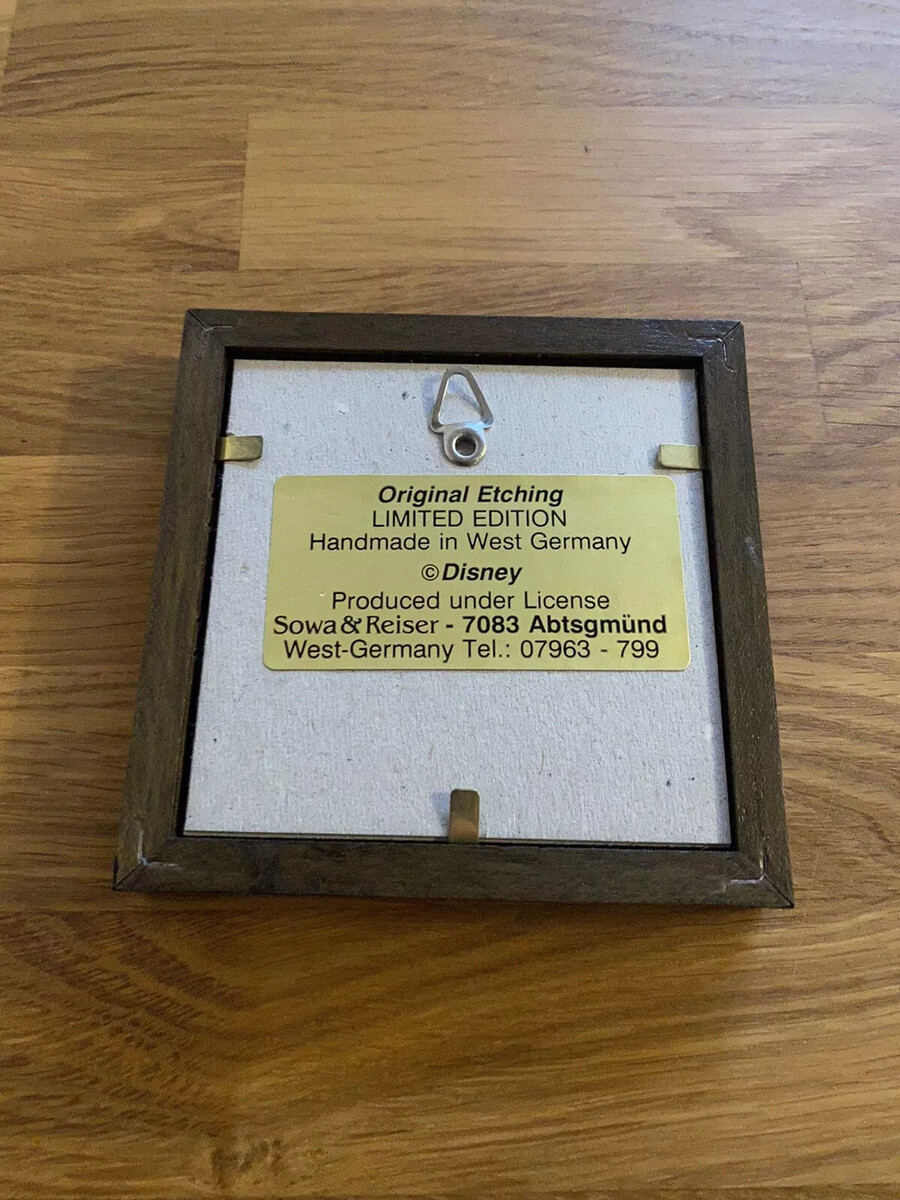 Original Etching
LIMITED EDITION
Handmade in West Germany
©Disney
Produced under License
Sowa & Reiser - 7083 Abtsgmünd
West-Germany Tel.: 07963 - 799